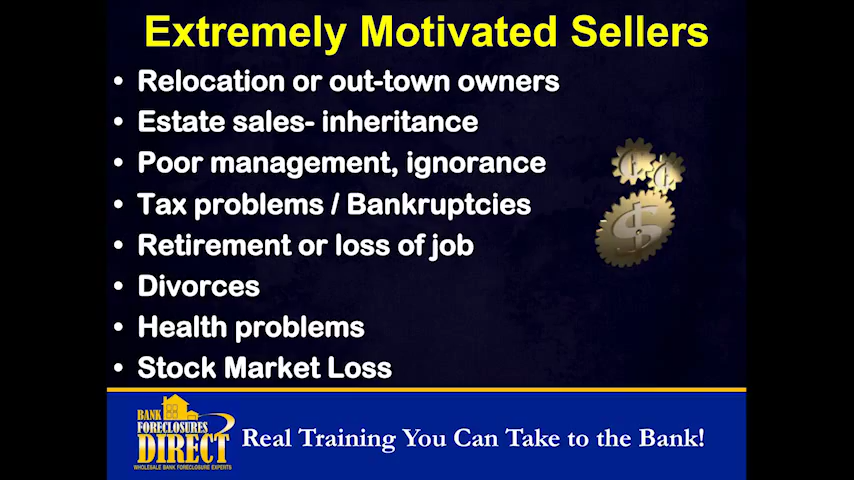 Extremely Motivated Sellers
• Relocation or out-town owners
• Estate sales- inheritance
• Poor management, ignorance
• Tax problems / Bankruptcies
• Retirement or loss of job
• Divorces
• Health problems
• Stock Market Loss
BANK
FORECLOSURES
DIRECT
WHOLESALE BANK FORECLOSURE EXPERTS
Real Training You Can Take to the Bank!
$